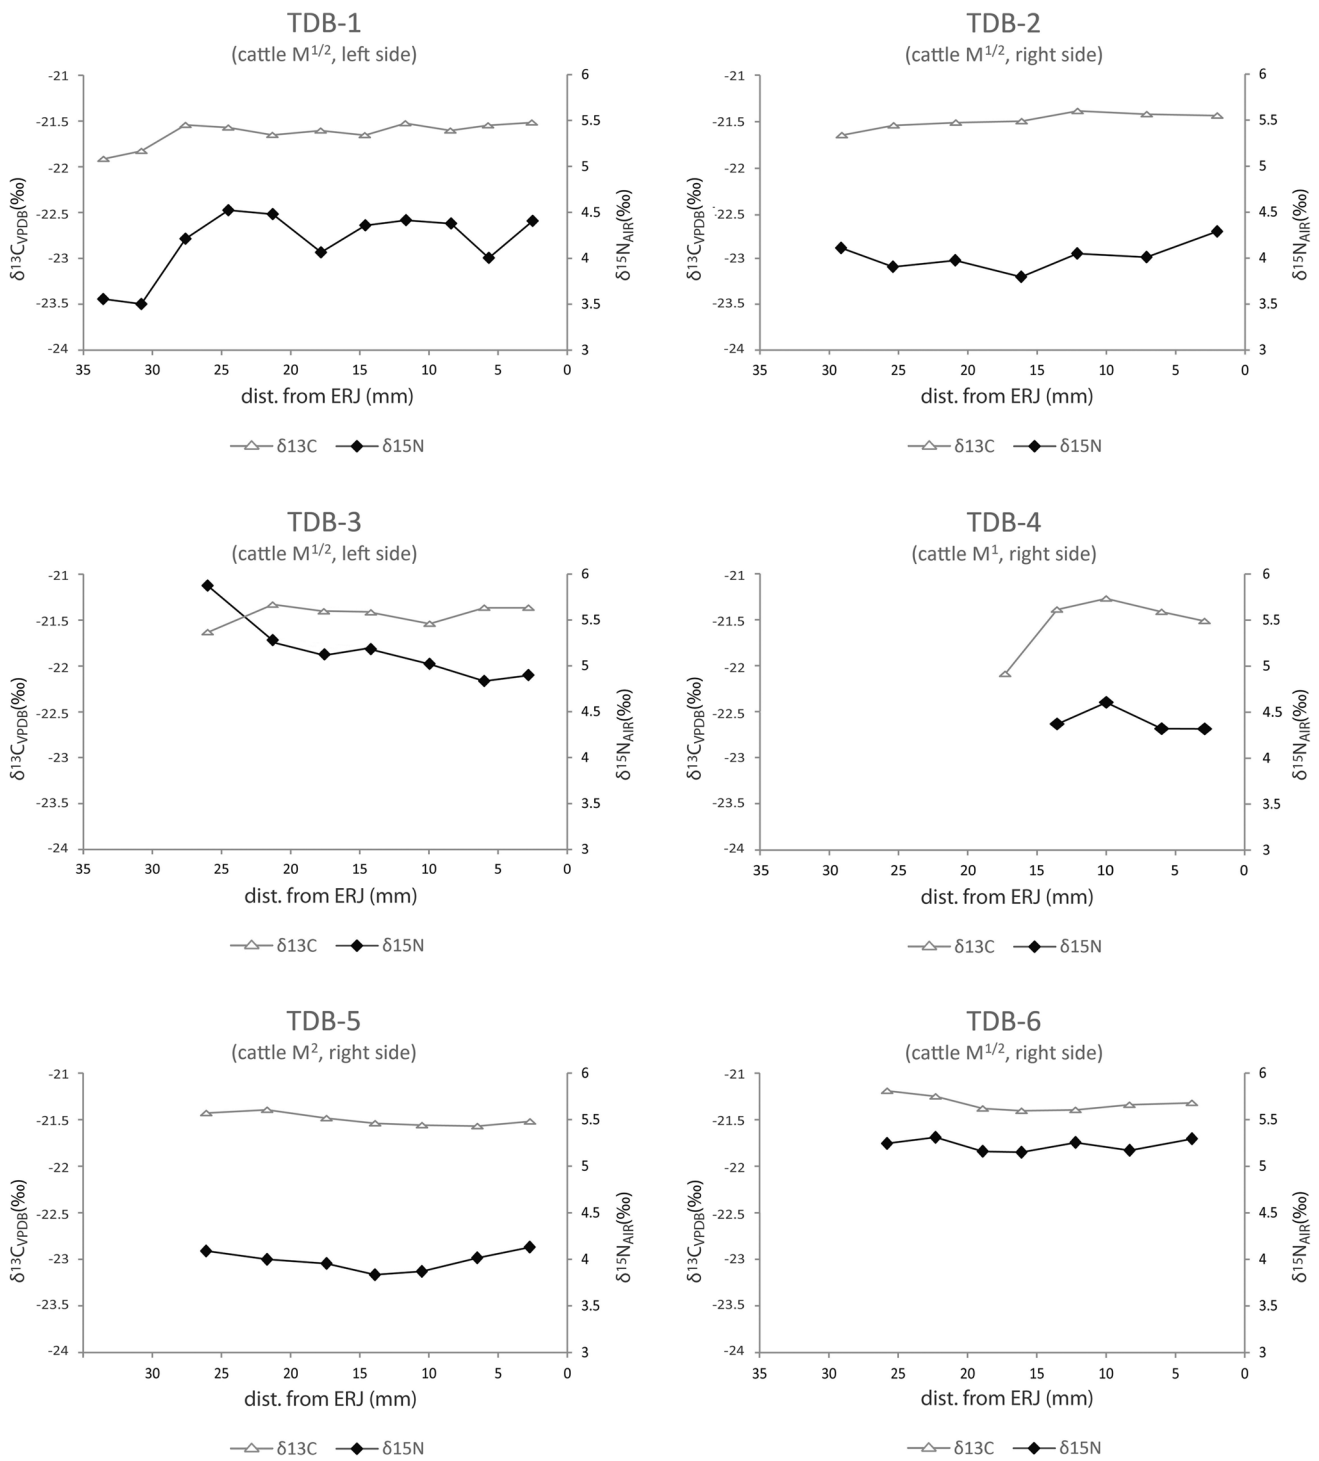 TDB-1
(cattle M1/2, left side)
-21
-21.5
-22
-22.5
-23
-23.5
-24
δ13CVPDB(‰)
6
5.5
5
4.5
4
3.5
3
δ15NAIR(‰)
35 30 25 20 15 10 5 0
dist. from ERJ (mm)
δ13C δ15N
TDB-2
(cattle M1/2, right side)
-21
-21.5
-22
-22.5
-23
-23.5
-24
δ13CVPDB(‰)
6
5.5
5
4.5
4
3.5
3
δ15NAIR(‰)
35 30 25 20 15 10 5 0
dist. from ERJ (mm)
δ13C δ15N
TDB-3
(cattle M1/2, left side)
-21
-21.5
-22
-22.5
-23
-23.5
-24
δ13CVPDB(‰)
6
5.5
5
4.5
4
3.5
3
δ15NAIR(‰)
35 30 25 20 15 10 5 0
dist. from ERJ (mm)
δ13C δ15N
TDB-4
(cattle M1, right side)
-21
-21.5
-22
-22.5
-23
-23.5
-24
δ13CVPDB(‰)
6
5.5
5
4.5
4
3.5
3
δ15NAIR(‰)
35 30 25 20 15 10 5 0
dist. from ERJ (mm)
δ13C δ15N
TDB-5
(cattle M2, right side)
-21
-21.5
-22
-22.5
-23
-23.5
-24
δ13CVPDB(‰)
6
5.5
5
4.5
4
3.5
3
δ15NAIR(‰)
30 25 20 15 10 5 0
dist. from ERJ (mm)
δ13C δ15N
TDB-6
(cattle M1/2, right side)
-21
-21.5
-22
-22.5
-23
-23.5
-24
δ13CVPDB(‰)
6
5.5
5
4.5
4
3.5
3
δ15NAIR(‰)
35 30 25 20 15 10 5 0
dist. from ERJ (mm)
δ13C δ15N